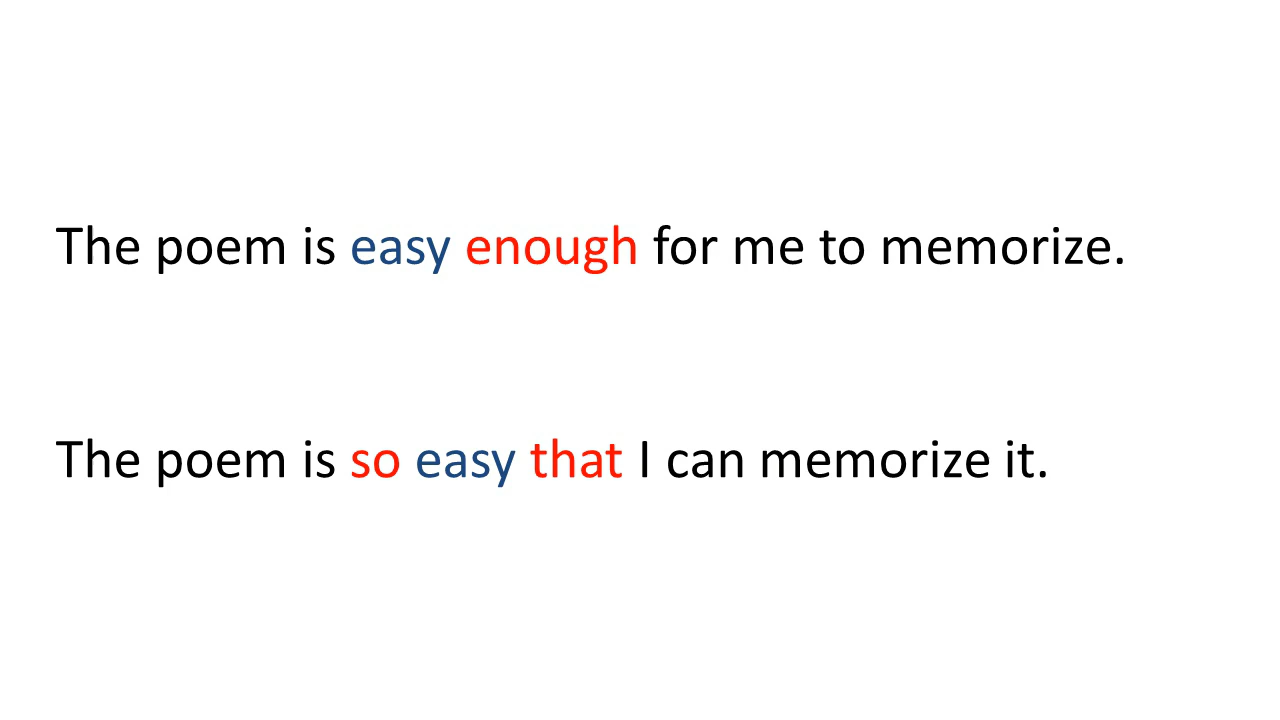 The poem is easy enough for me to memorize.
The poem is so easy that I can memorize it.